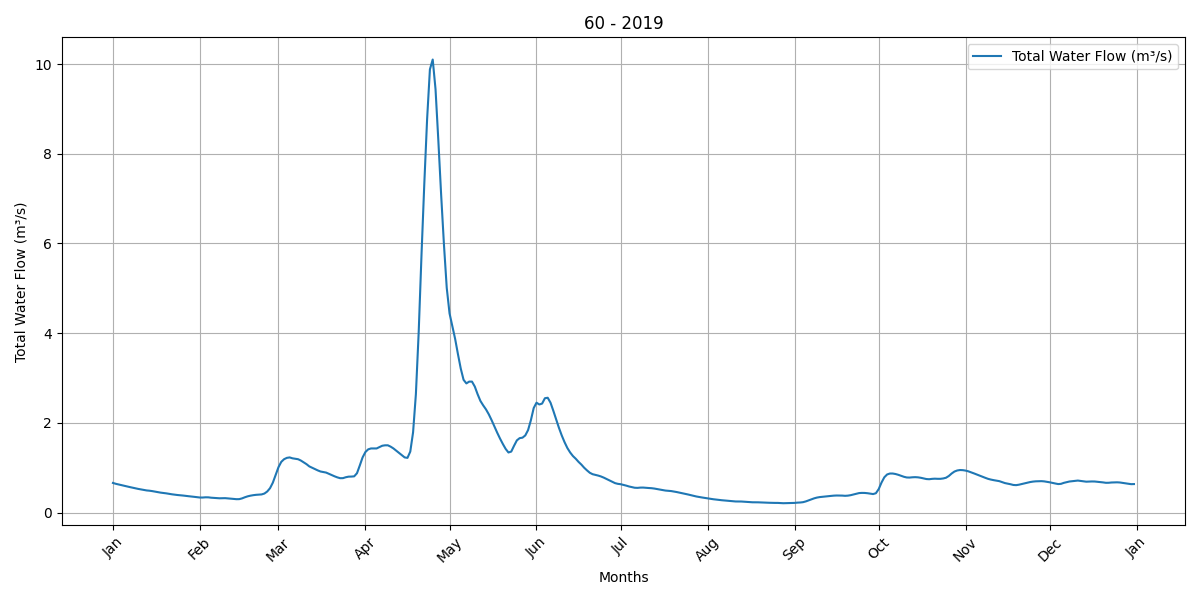 60 - 2019
Total Water Flow (m³/s)
Total Water Flow (m³/s)
10
8
6
4
2
0
Jan
Feb
Mar
Apr
May
Jun
Jul
Aug
Sep
Oct
Nov
Dec
Jan
Months